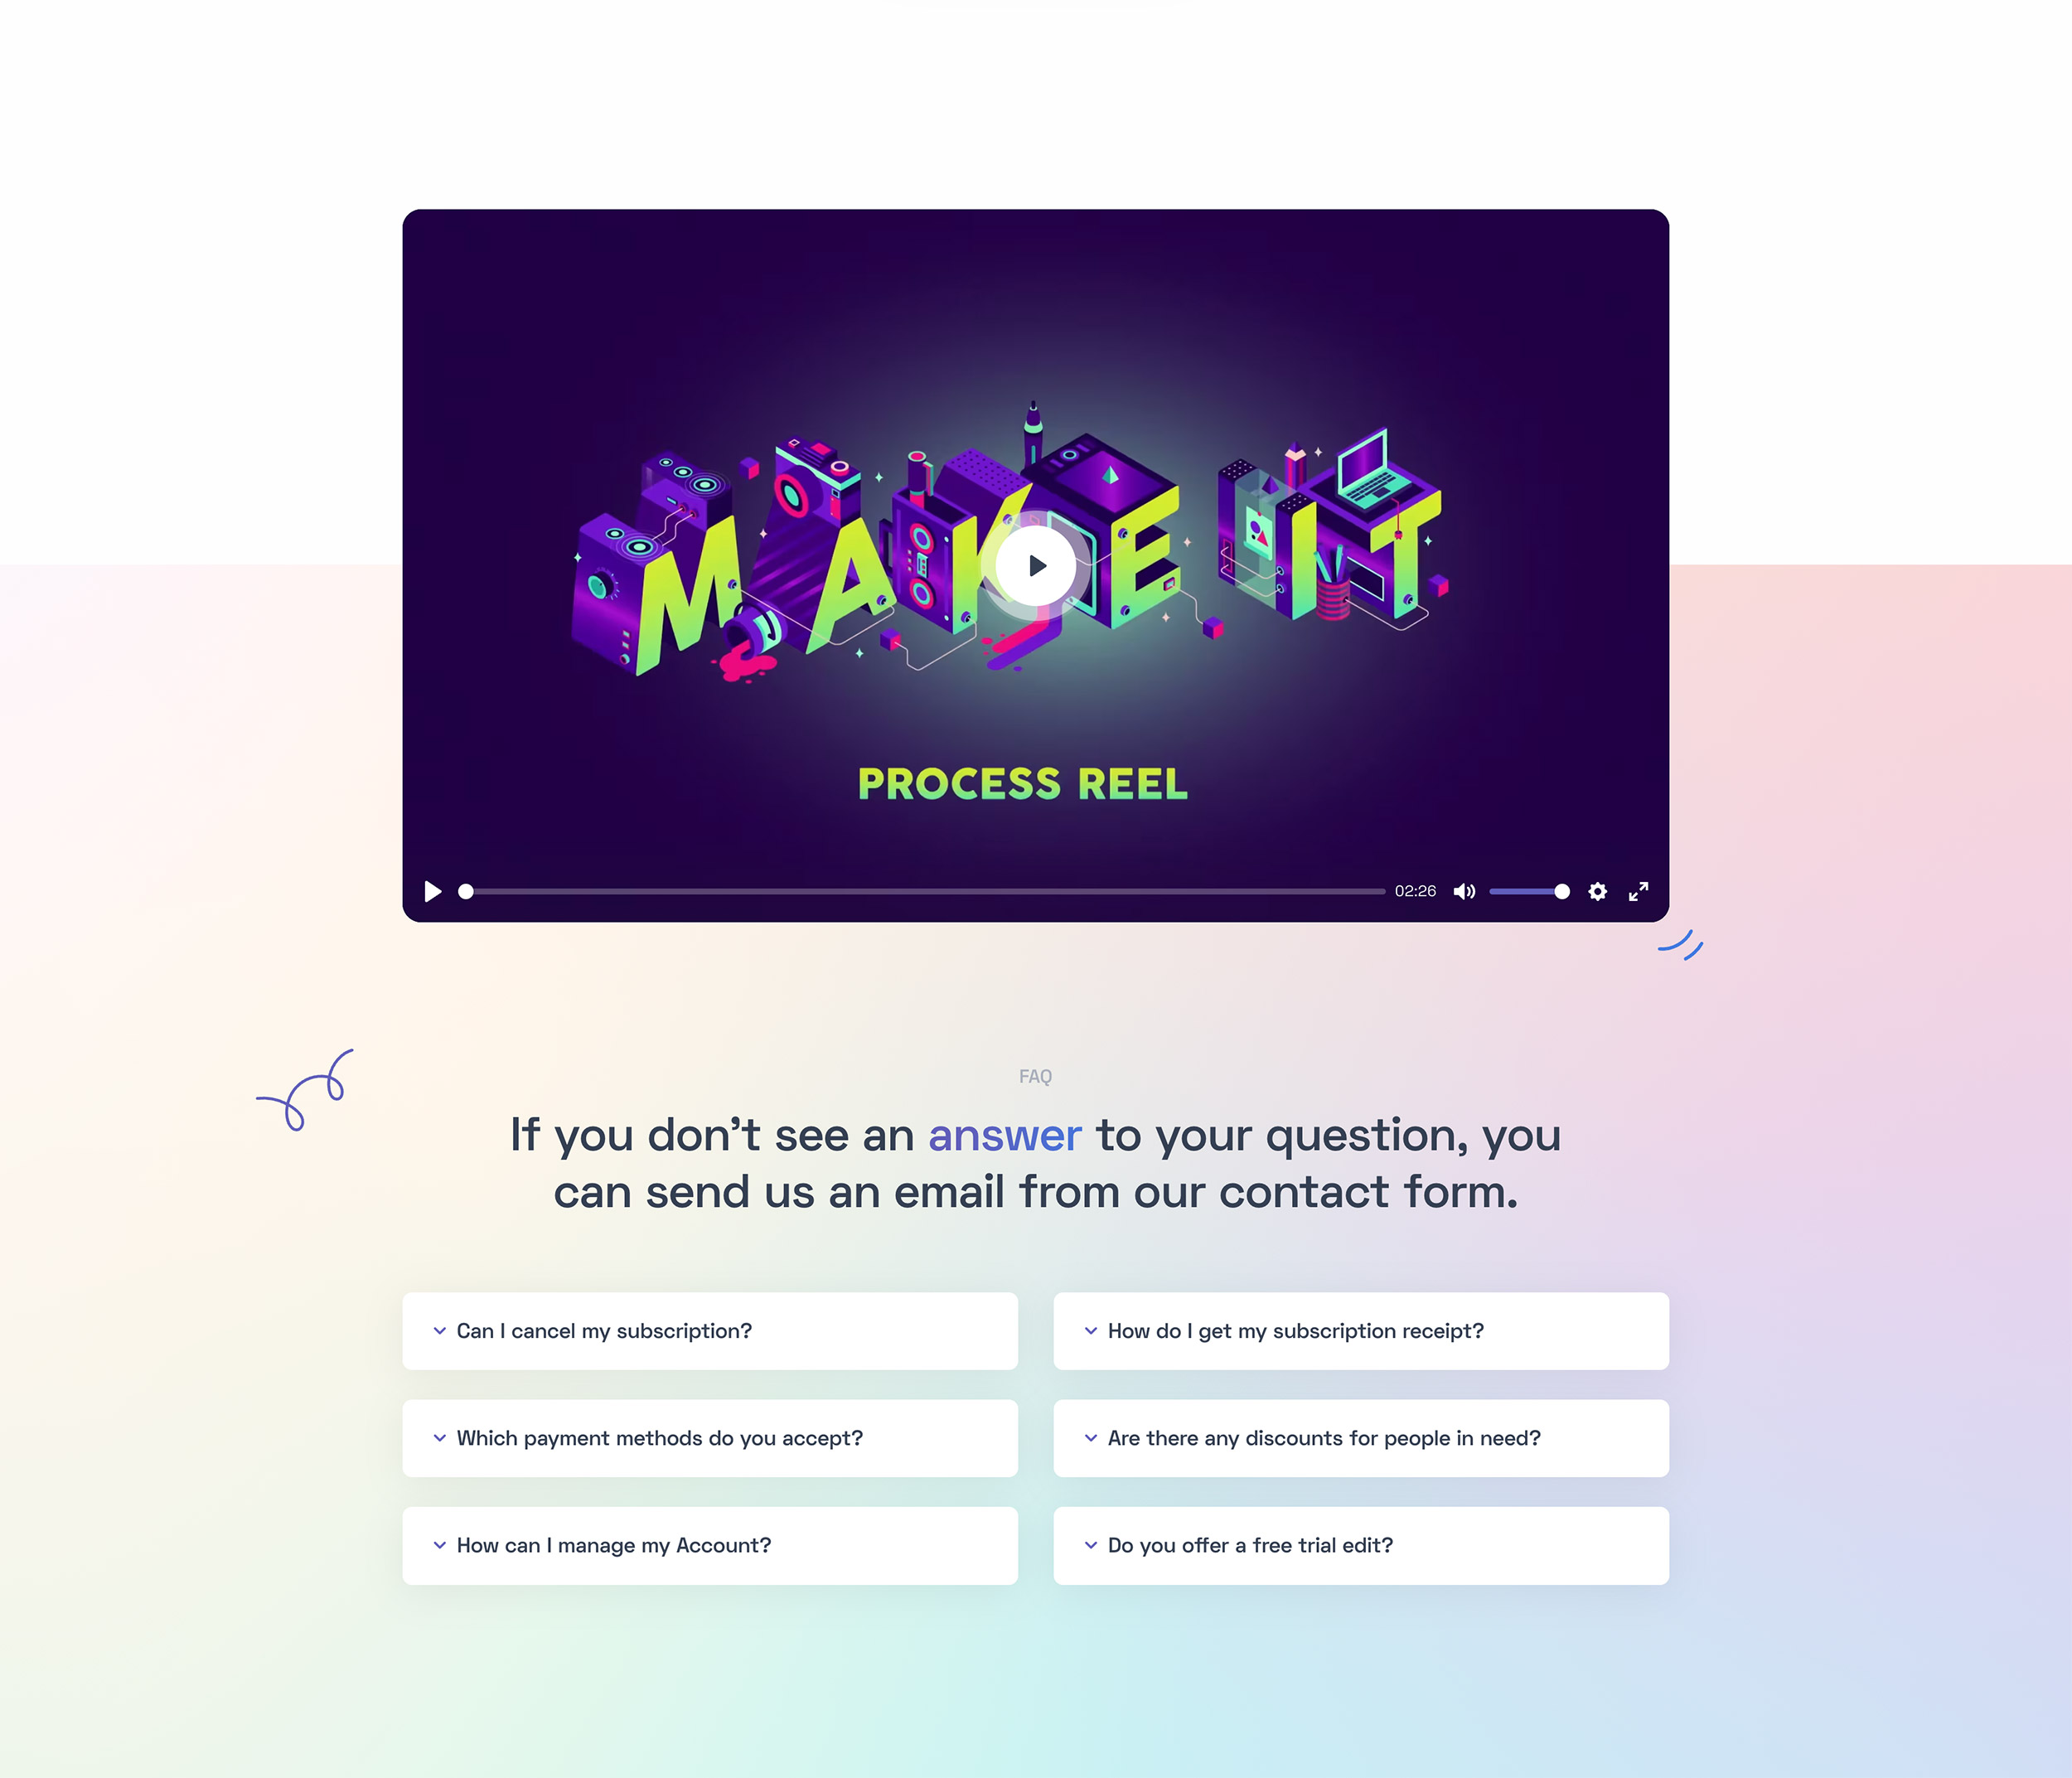 MAKE IT
PROCESS REEL
02:26
FAQ
If you don’t see an answer to your question, you
can send us an email from our contact form.
Can I cancel my subscription?
How do I get my subscription receipt?
Which payment methods do you accept?
Are there any discounts for people in need?
How can I manage my Account?
Do you offer a free trial edit?